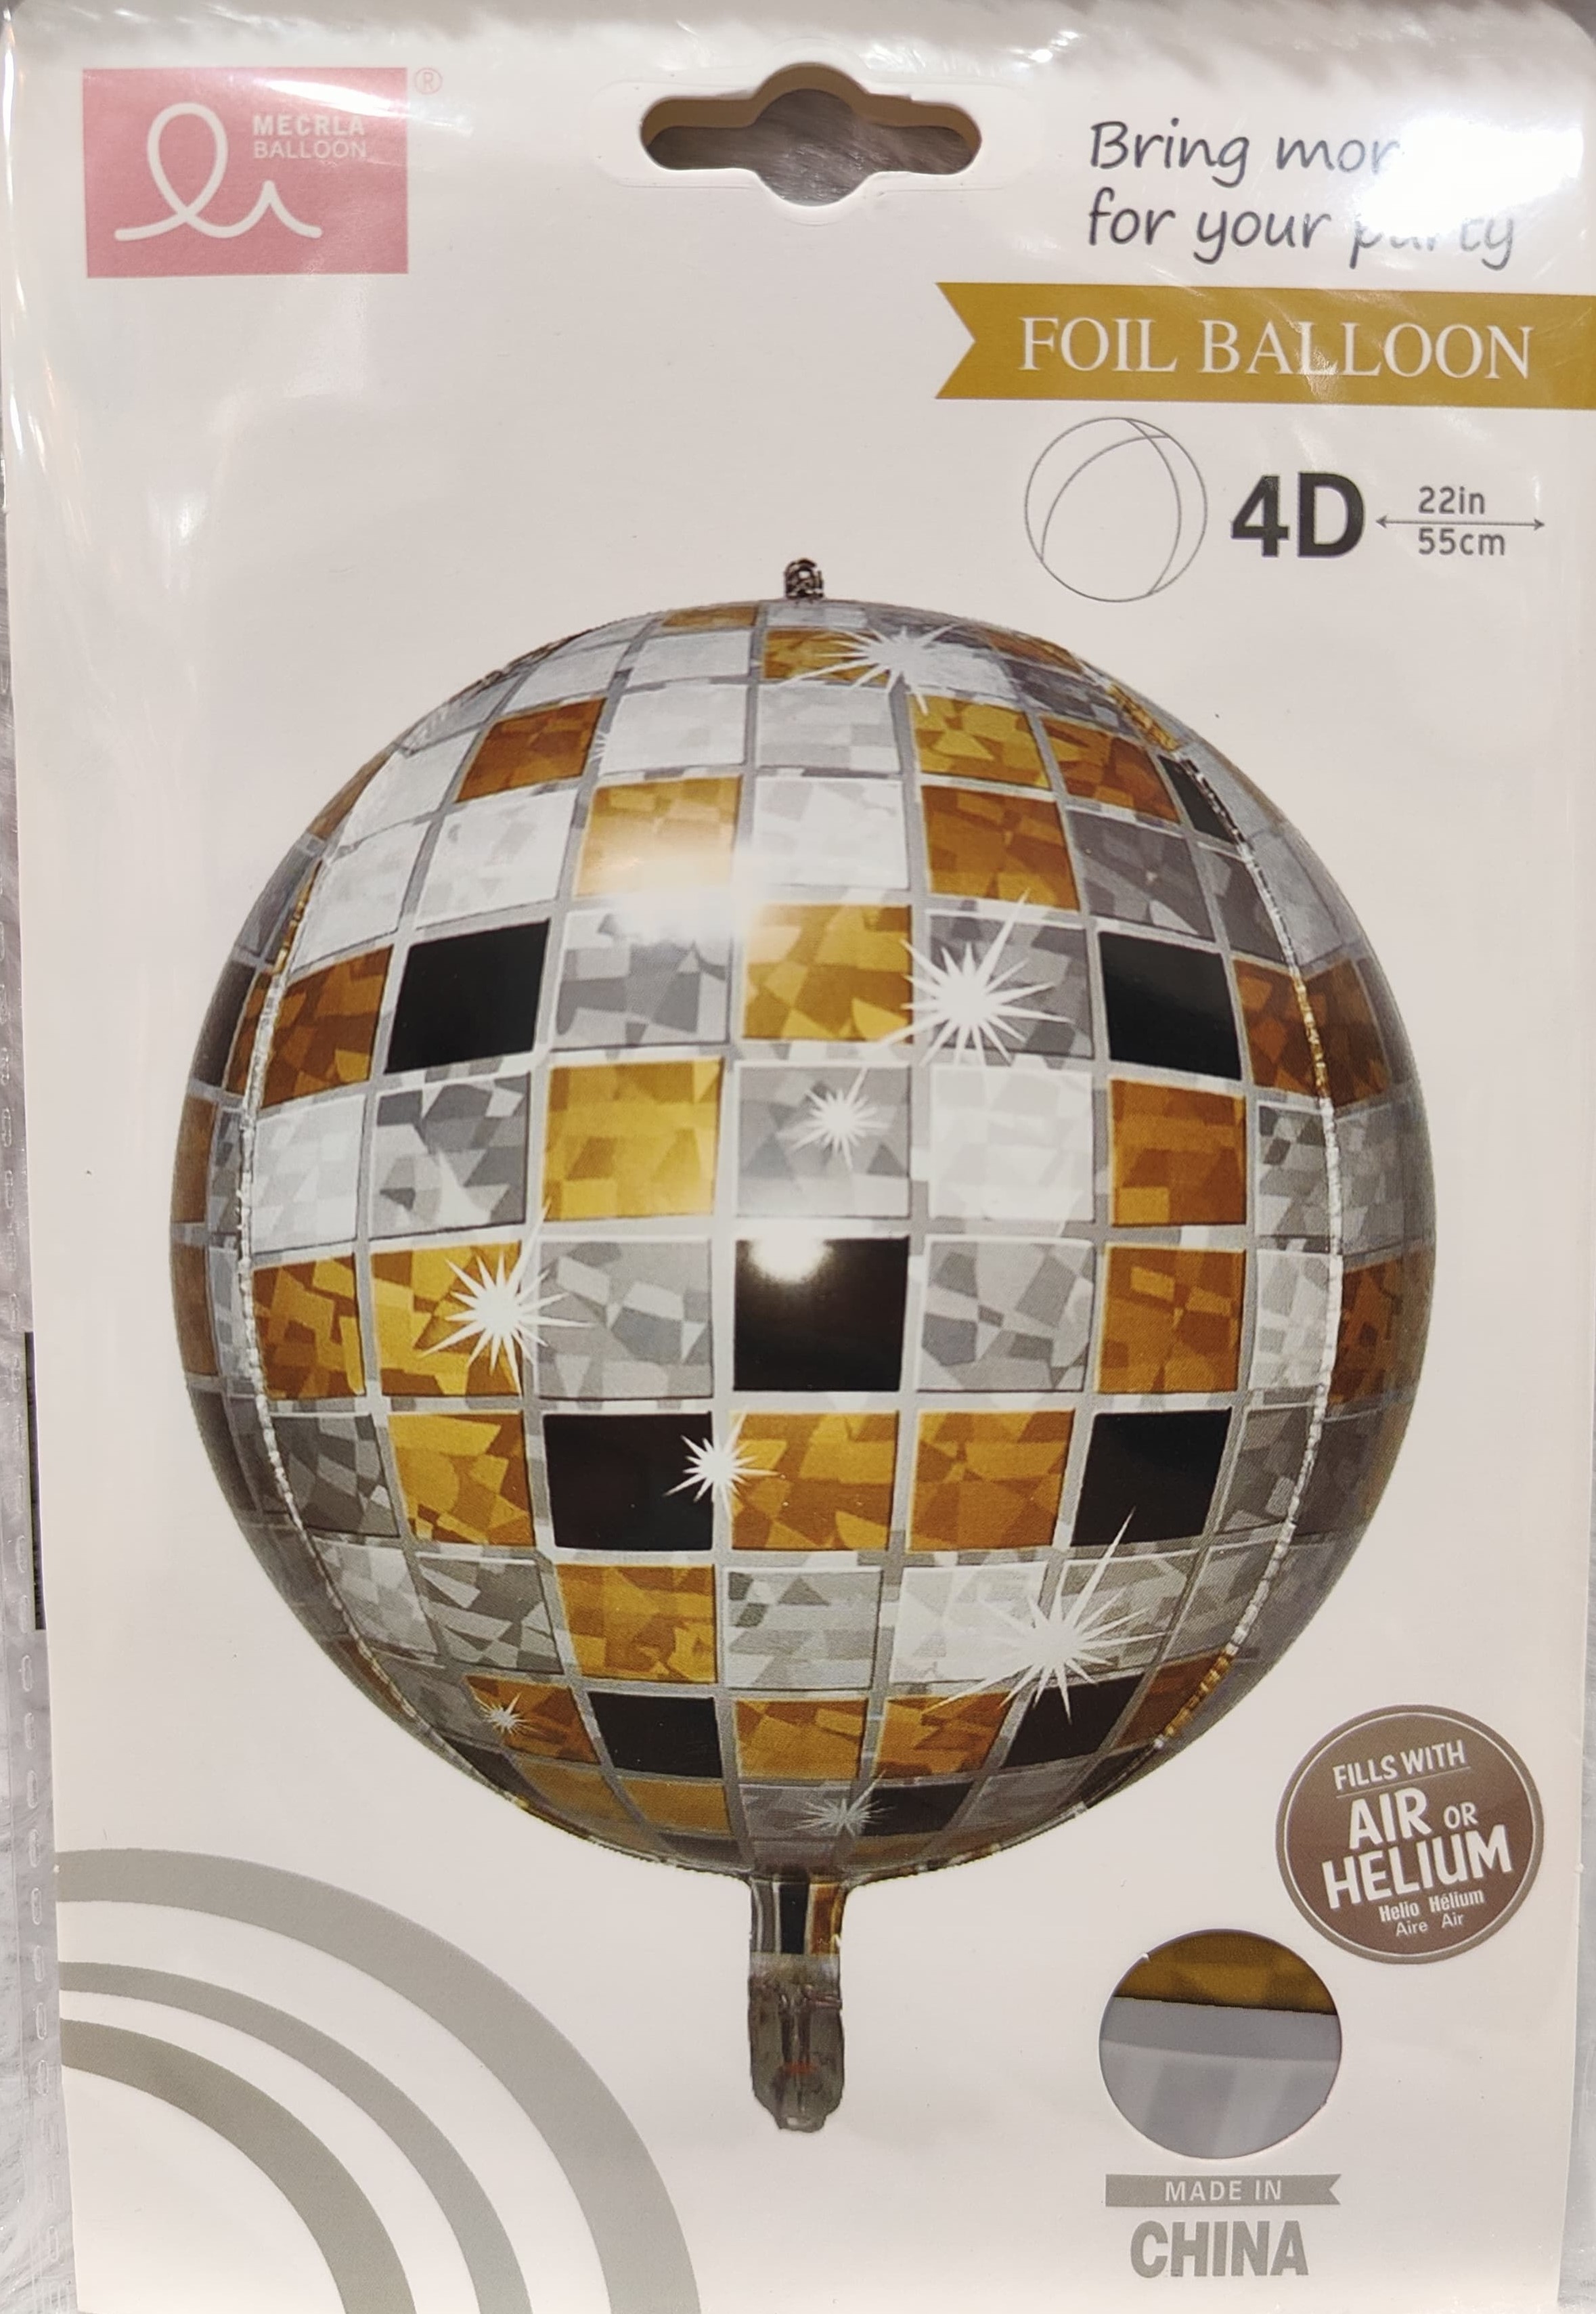 MECRLA
BALLOON
®
Bring
for your party
FOIL BALLOON
4D
22in
55cm
FILLS WITH
AIR OR
HELIUM
Helio Hélium
Aire Air
MADE IN
CHINA